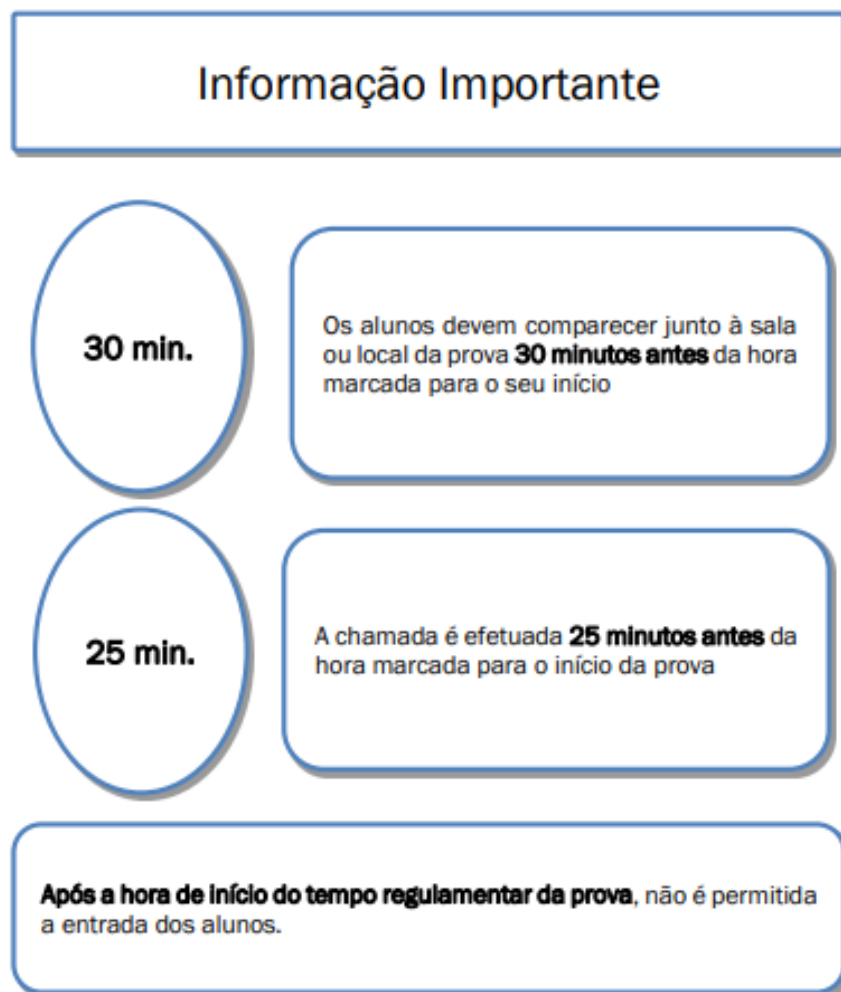 Informação Importante
30 min.
Os alunos devem comparecer junto à sala
ou local da prova 30 minutos antes da hora
marcada para o seu início
25 min.
A chamada é efetuada 25 minutos antes da
hora marcada para o início da prova
Após a hora de início do tempo regulamentar da prova, não é permitida
a entrada dos alunos.